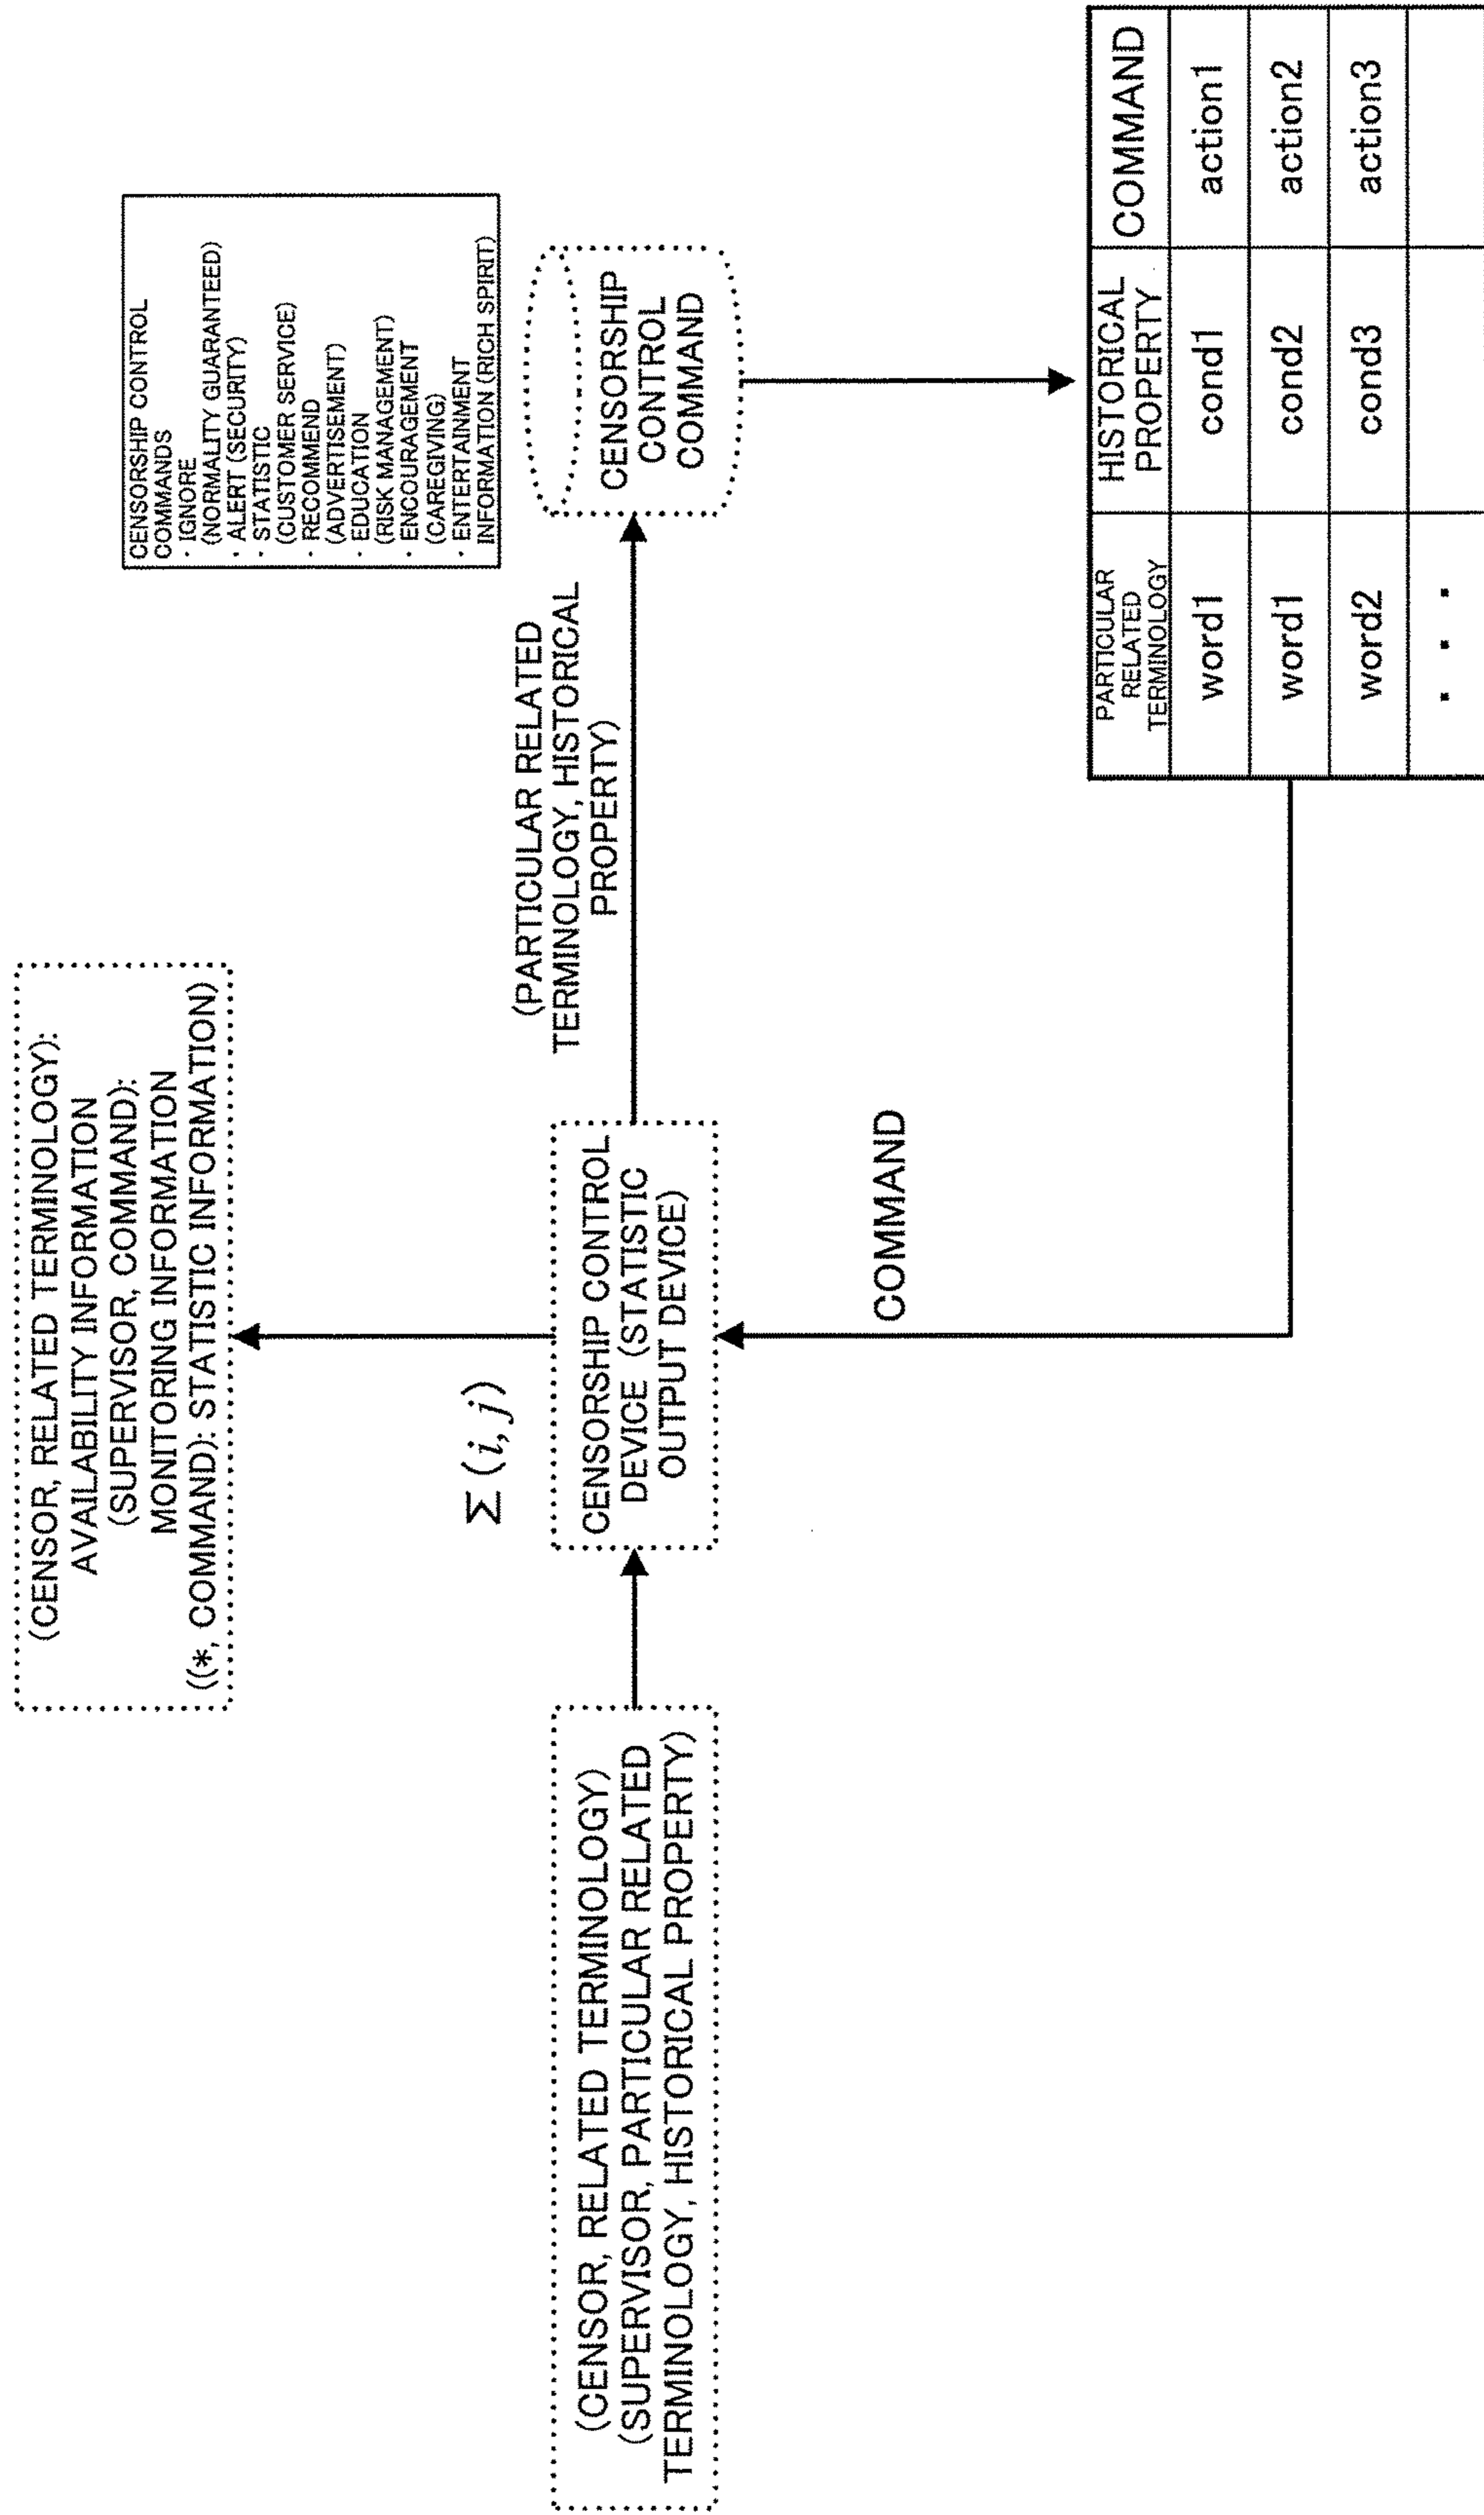 (CENSOR, RELATED TERMINOLOGY):
AVAILABILITY INFORMATION
(SUPERVISOR, COMMAND):
MONITORING INFORMATION
((*, COMMAND): STATISTIC INFORMATION)
CENSORSHIP CONTROL
COMMANDS
· IGNORE
(NORMALITY GUARANTEED)
· ALERT (SECURITY)
· STATISTIC
(CUSTOMER SERVICE)
· RECOMMEND
(ADVERTISEMENT)
· EDUCATION
(RISK MANAGEMENT)
· ENCOURAGEMENT
(CAREGIVING)
· ENTERTAINMENT
INFORMATION (RICH SPIRIT)
Σ (i, j)
(CENSOR, RELATED TERMINOLOGY)
(SUPERVISOR, PARTICULAR RELATED
TERMINOLOGY, HISTORICAL PROPERTY)
CENSORSHIP CONTROL
DEVICE (STATISTIC
OUTPUT DEVICE)
(PARTICULAR RELATED
TERMINOLOGY, HISTORICAL
PROPERTY)
CENSORSHIP
CONTROL
COMMAND
COMMAND
PARTICULAR
RELATED
TERMINOLOGY
HISTORICAL
PROPERTY
COMMAND
word1 cond1 action1
word1 cond2 action2
word2 cond3 action3
. . .